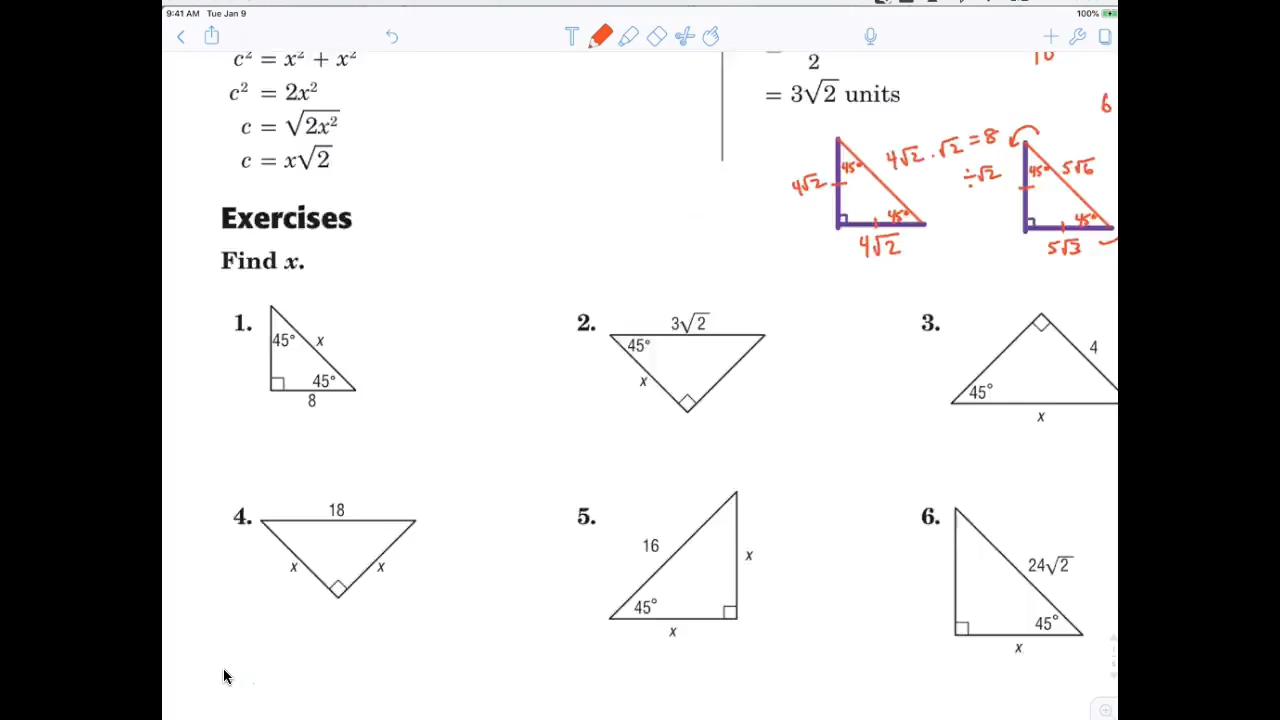 9:41 AM Tue Jan 9
100%
T
c² = x² + x²
c² = 2x²
c = √2x²
c = x√2
2
= 3√2 units
10
6
45°
4√2
4√2 · √2 = 8
45°
4√2
÷√2
45°
5√6
45°
5√3
Exercises
Find x.
1.
45°
x
45°
8
2.
3√2
45°
x
3.
4
45°
x
4.
18
x
x
5.
16
x
45°
x
6.
24√2
45°
x